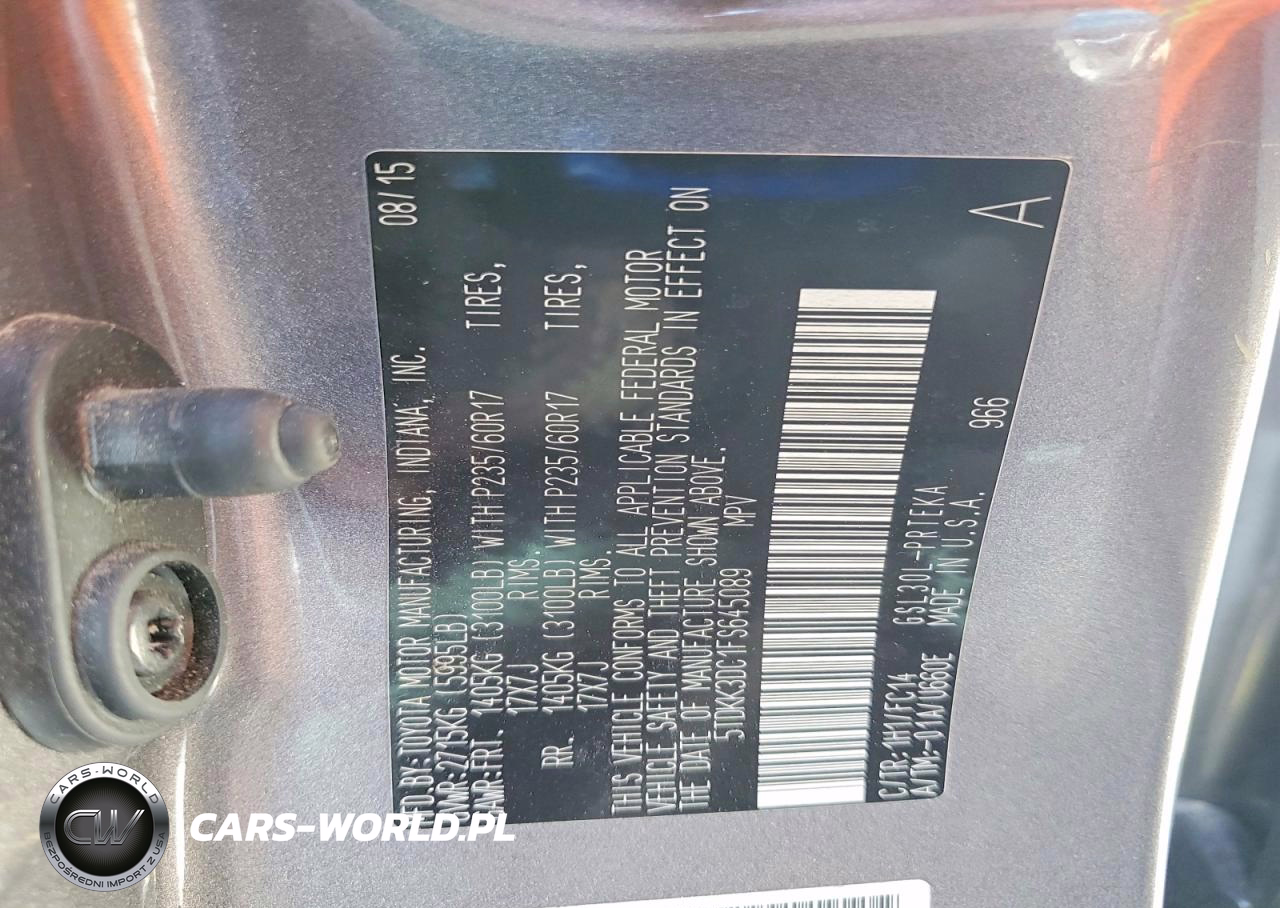 MFD.BY:TOYOTA MOTOR MANUFACTURING, INDIANA, INC. 08/15
GVWR:2715KG (5995LB)
GAWR:FRT. 1405KG (3100LB) WITH P235/60R17 TIRES,
17X7J RIMS.
RR. 1405KG (3100LB) WITH P235/60R17 TIRES,
17X7J RIMS.
THIS VEHICLE CONFORMS TO ALL APPLICABLE FEDERAL MOTOR
VEHICLE SAFETY AND THEFT PREVENTION STANDARDS IN EFFECT ON
THE DATE OF MANUFACTURE SHOWN ABOVE.
5TDKK3DC1FS645089 MPV
C/TR:1H1/FC14 GSL30L-PRTEKA 966
A/TM:-01A/U660E MADE IN U.S.A. A
CARS-WORLD
CW
BEZPOŚREDNI IMPORT Z USA
CARS-WORLD.PL